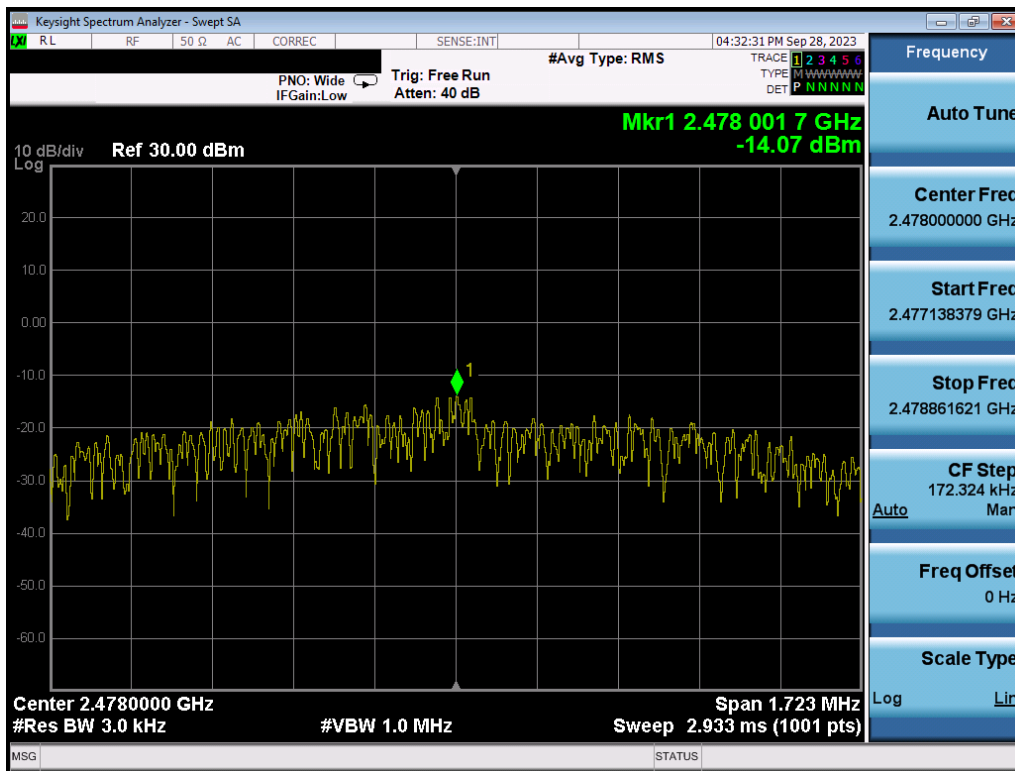 Keysight Spectrum Analyzer - Swept SA
LXI RL RF 50 Ω AC CORREC SENSE:INT 04:32:31 PM Sep 28, 2023
#Avg Type: RMS TRACE 1 2 3 4 5 6
PNO: Wide Trig: Free Run TYPE M WWWWW
IFGain:Low Atten: 40 dB DET P N N N N N
Mkr1 2.478 001 7 GHz
-14.07 dBm
10 dB/div Ref 30.00 dBm
Log
20.0
10.0
0.00
-10.0
1
-20.0
-30.0
-40.0
-50.0
-60.0
Center 2.4780000 GHz Span 1.723 MHz
#Res BW 3.0 kHz #VBW 1.0 MHz Sweep 2.933 ms (1001 pts)
MSG STATUS
Frequency
Auto Tune
Center Freq
2.478000000 GHz
Start Freq
2.477138379 GHz
Stop Freq
2.478861621 GHz
CF Step
172.324 kHz
Auto Man
Freq Offset
0 Hz
Scale Type
Log Lin